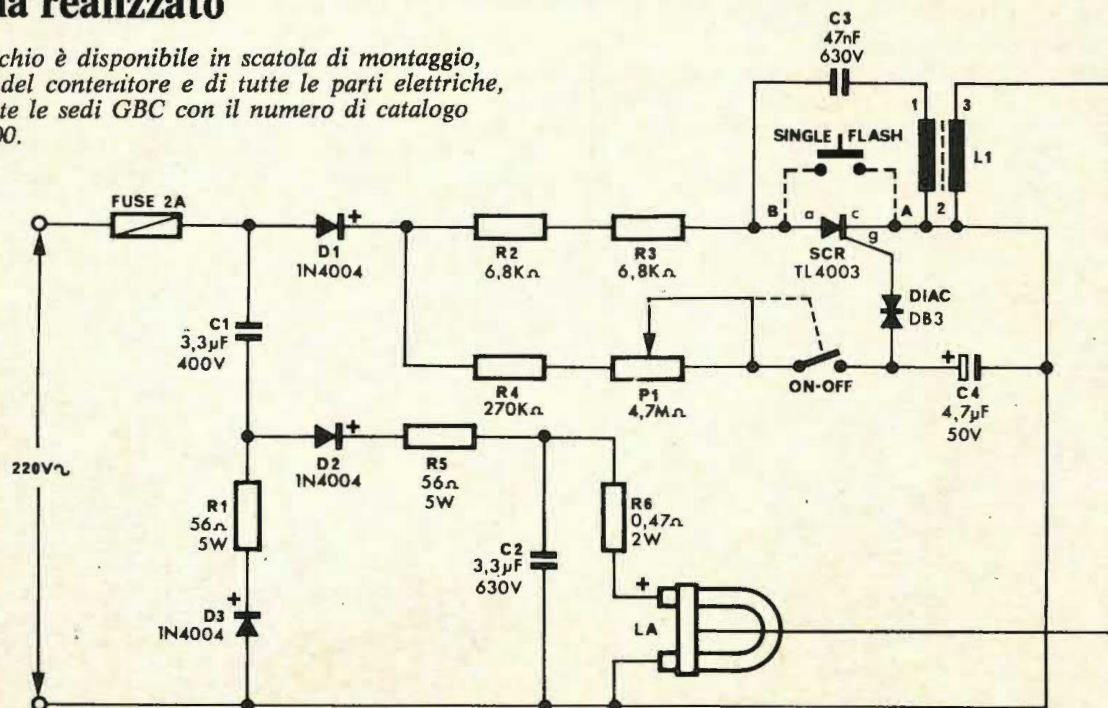 na realizzato
chio è disponibile in scatola di montaggio,
del contenitore e di tutte le parti elettriche,
te le sedi GBC con il numero di catalogo
00.
C3
47nF
630V
1
3
SINGLE FLASH
L1
FUSE 2A
+
B
a
c
A
2
D1
1N4004
R2
6,8KΩ
R3
6,8KΩ
g
SCR
TL4003
DIAC
DB3
C1
3,3µF
400V
R4
270KΩ
P1
4,7MΩ
ON-OFF
+
C4
4,7µF
50V
+
D2
1N4004
R5
56Ω
5W
220V~
R1
56Ω
5W
R6
0,47Ω
2W
C2
3,3µF
630V
+
D3
1N4004
+
LA